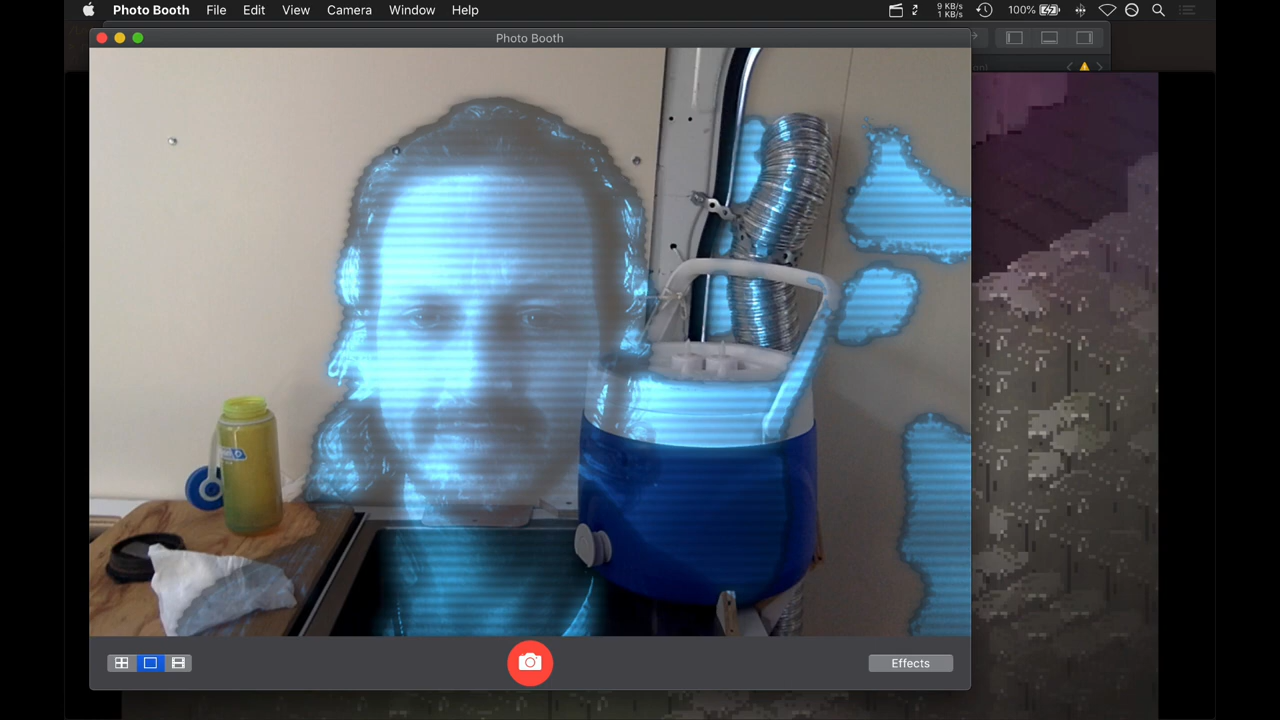 Photo Booth File Edit View Camera Window Help
9 KB/s
1 KB/s
100%
Photo Booth
Effects